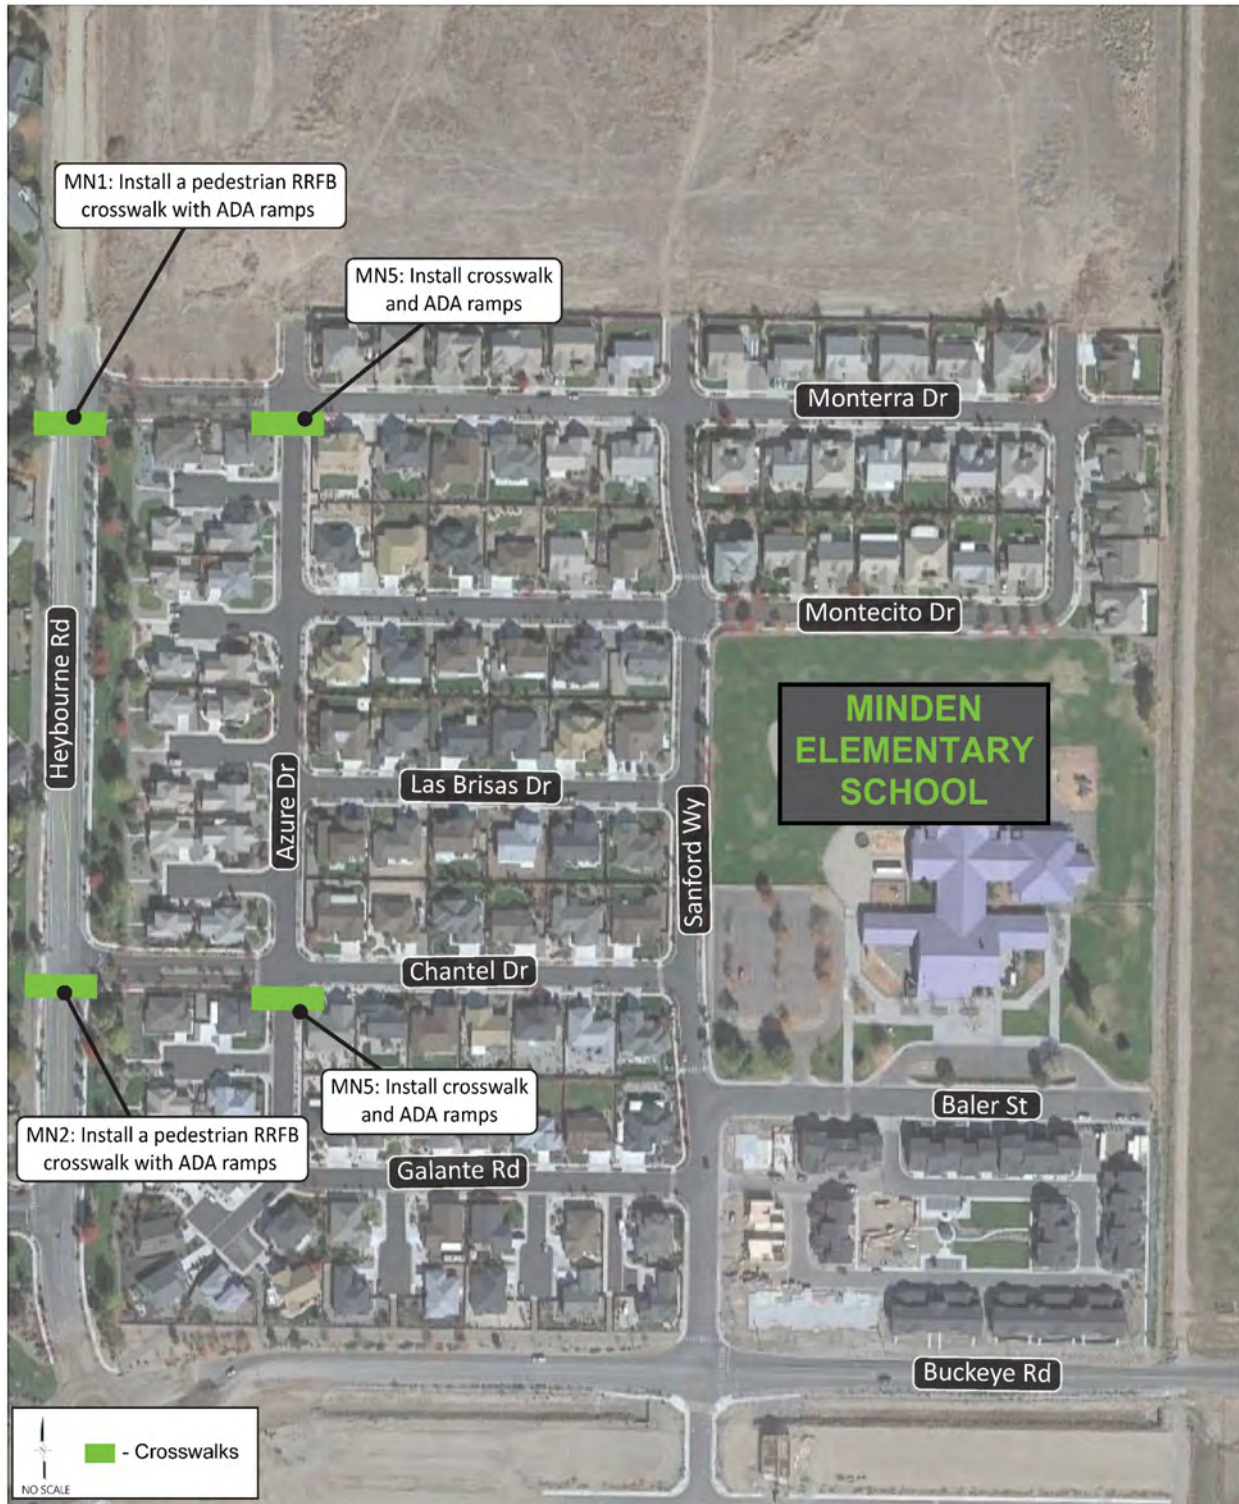 MN1: Install a pedestrian RRFB
crosswalk with ADA ramps
MN5: Install crosswalk
and ADA ramps
Monterra Dr
Montecito Dr
Heybourne Rd
MINDEN
ELEMENTARY
SCHOOL
Azure Dr
Las Brisas Dr
Sanford Wy
Chantel Dr
MN5: Install crosswalk
and ADA ramps
Baler St
MN2: Install a pedestrian RRFB
crosswalk with ADA ramps
Galante Rd
Buckeye Rd
- Crosswalks
NO SCALE